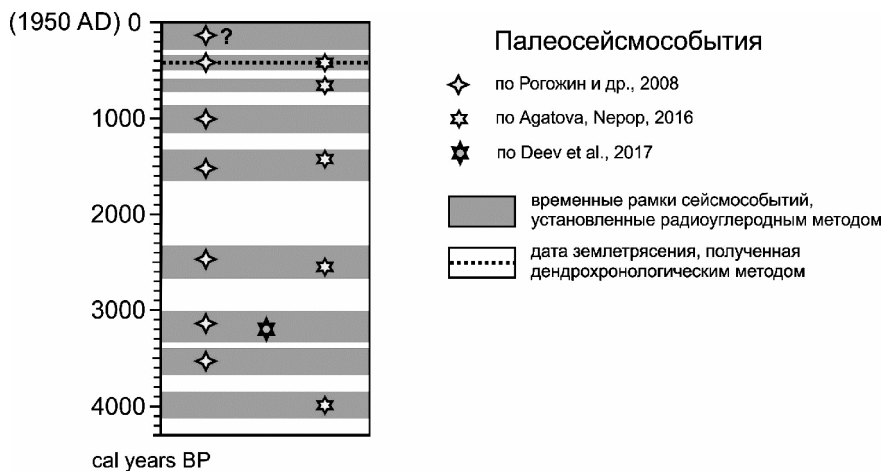 (1950 AD) 0
?
1000
2000
3000
4000
cal years BP
Палеосейсмособытия
по Рогожин и др., 2008
по Agatova, Nepop, 2016
по Deev et al., 2017
временные рамки сейсмособытий,
установленные радиоуглеродным методом
дата землетрясения, полученная
дендрохронологическим методом